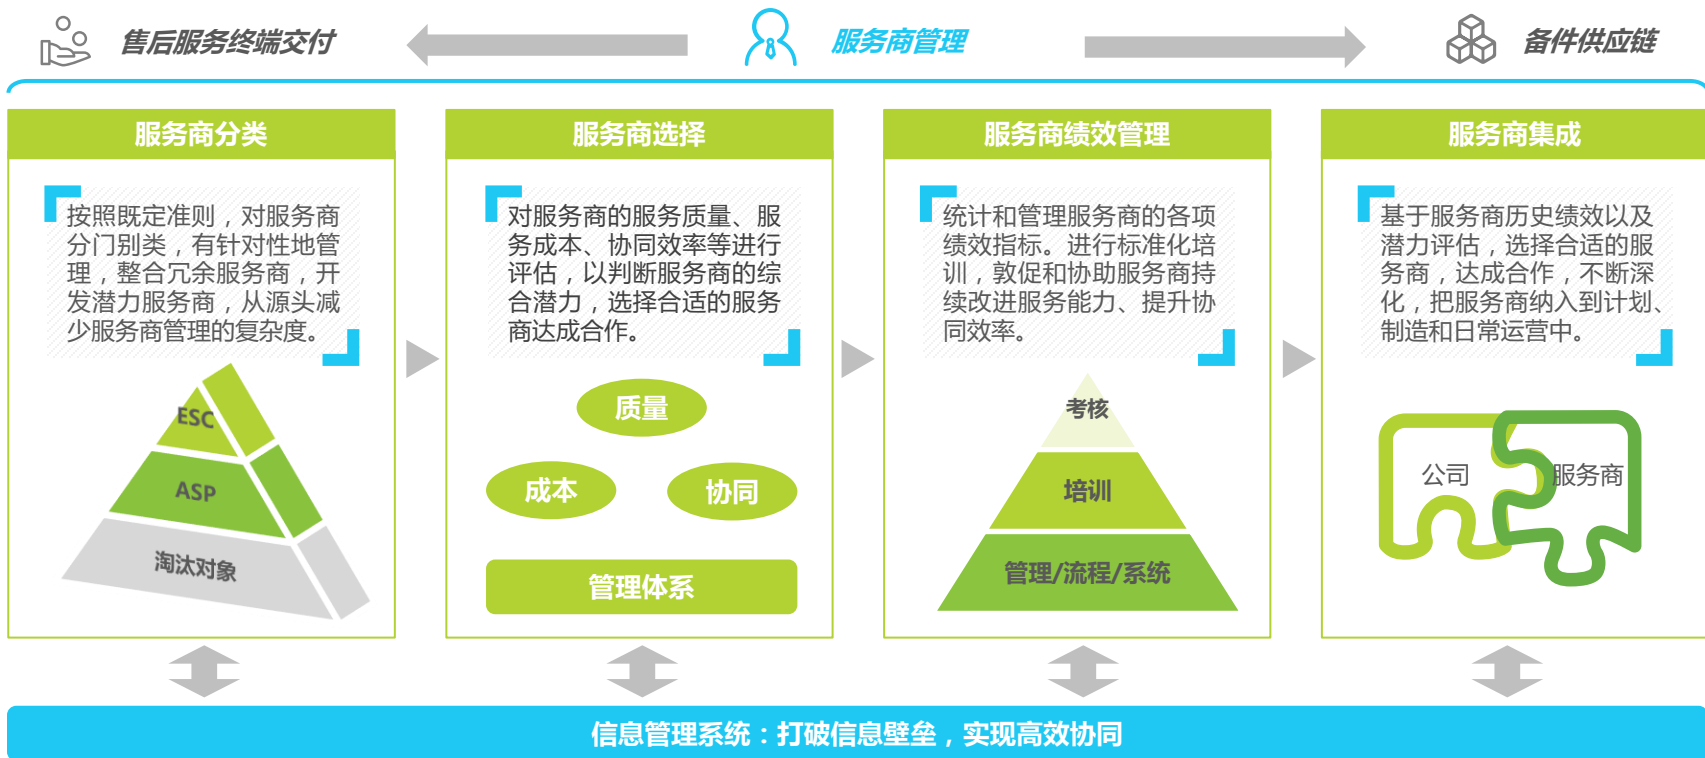 售后服务终端交付
服务商管理
备件供应链
服务商分类
按照既定准则，对服务商
分门别类，有针对性地管
理，整合冗余服务商，开
发潜力服务商，从源头减
少服务商管理的复杂度。
ESC
ASP
淘汰对象
服务商选择
对服务商的服务质量、服
务成本、协同效率等进行
评估，以判断服务商的综
合潜力，选择合适的服务
商达成合作。
质量
成本
协同
管理体系
服务商绩效管理
统计和管理服务商的各项
绩效指标。进行标准化培
训，敦促和协助服务商持
续改进服务能力、提升协
同效率。
考核
培训
管理/流程/系统
服务商集成
基于服务商历史绩效以及
潜力评估，选择合适的服
务商，达成合作，不断深
化，把服务商纳入到计划、
制造和日常运营中。
公司
服务商
信息管理系统：打破信息壁垒，实现高效协同